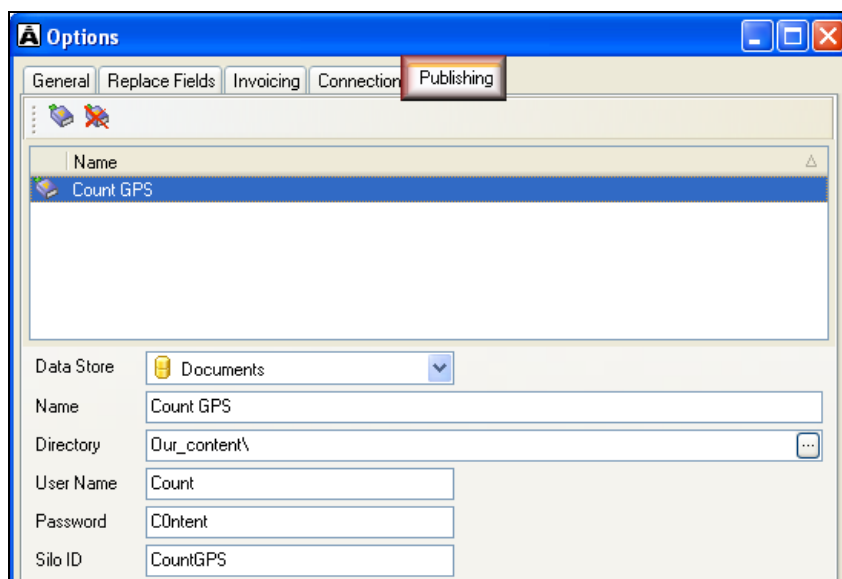 Options
General Replace Fields Invoicing Connection Publishing
Name
Count GPS
Data Store Documents
Name Count GPS
Directory Our_content\
User Name Count
Password C0ntent
Silo ID CountGPS